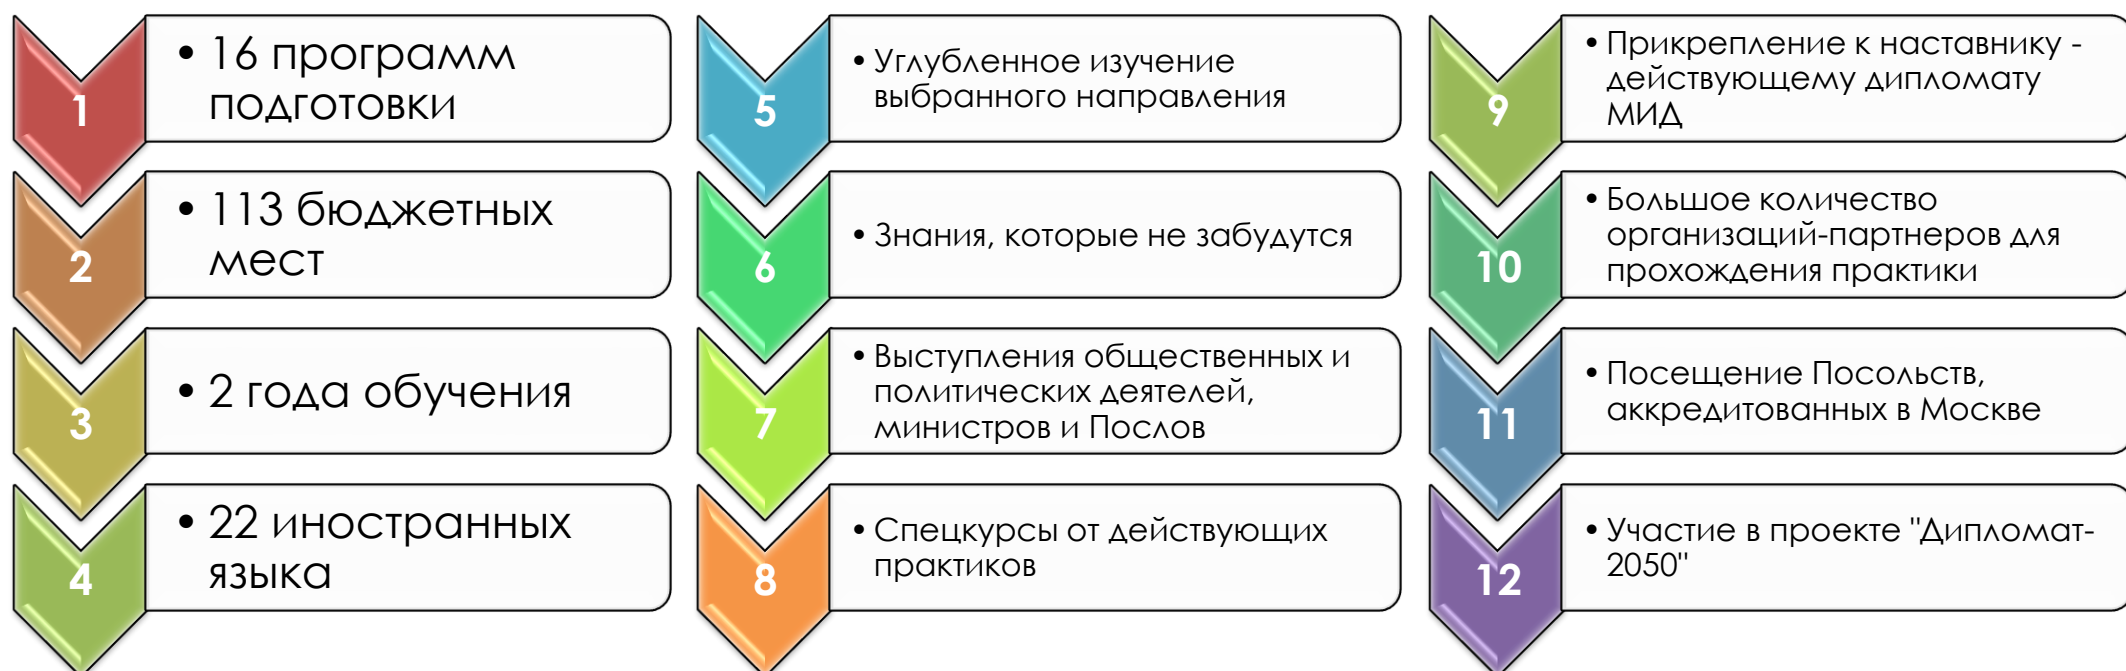 1
• 16 программ
подготовки
2
• 113 бюджетных
мест
3
• 2 года обучения
4
• 22 иностранных
языка
5
• Углубленное изучение
выбранного направления
6
• Знания, которые не забудутся
7
• Выступления общественных и
политических деятелей,
министров и Послов
8
• Спецкурсы от действующих
практиков
9
• Прикрепление к наставнику -
действующему дипломату
МИД
10
• Большое количество
организаций-партнеров для
прохождения практики
11
• Посещение Посольств,
аккредитованных в Москве
12
• Участие в проекте "Дипломат-
2050"